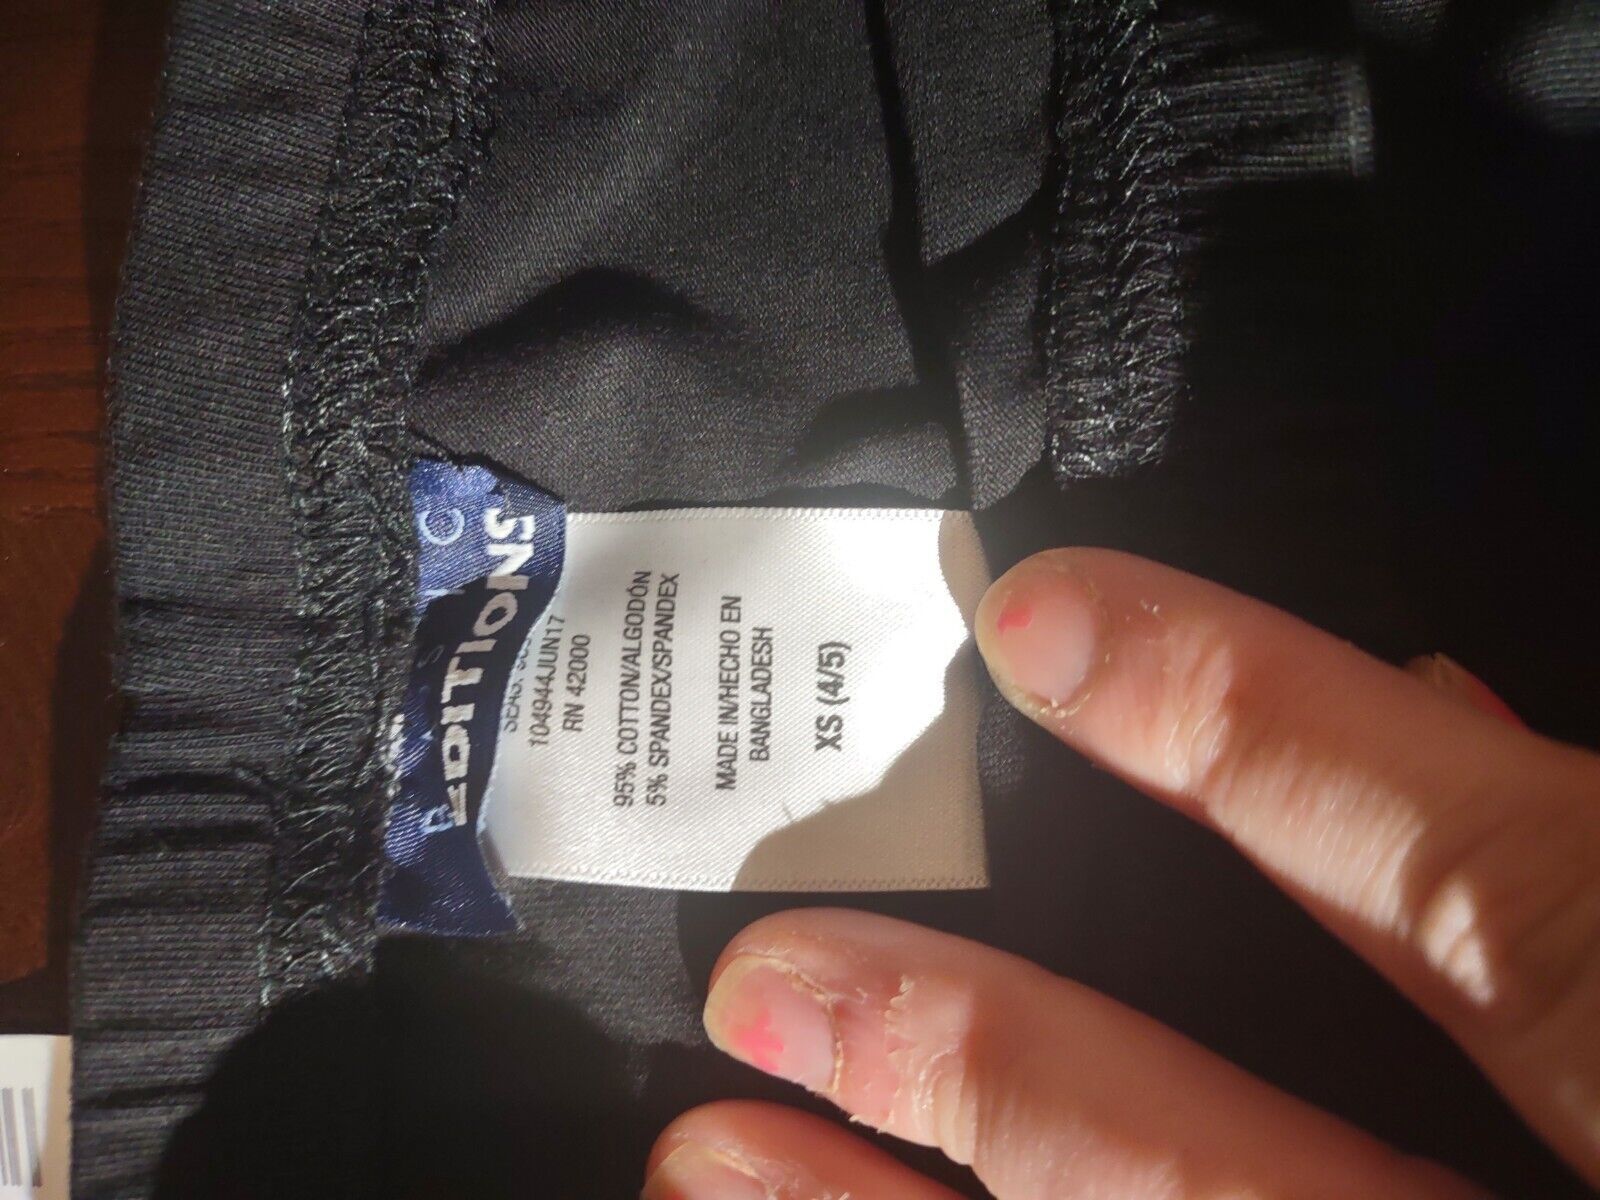 EDITIONS
104944JUN17
RN 42000
95% COTTON/ALGODÓN
5% SPANDEX/SPANDEX
MADE IN/HECHO EN
BANGLADESH
XS (4/5)